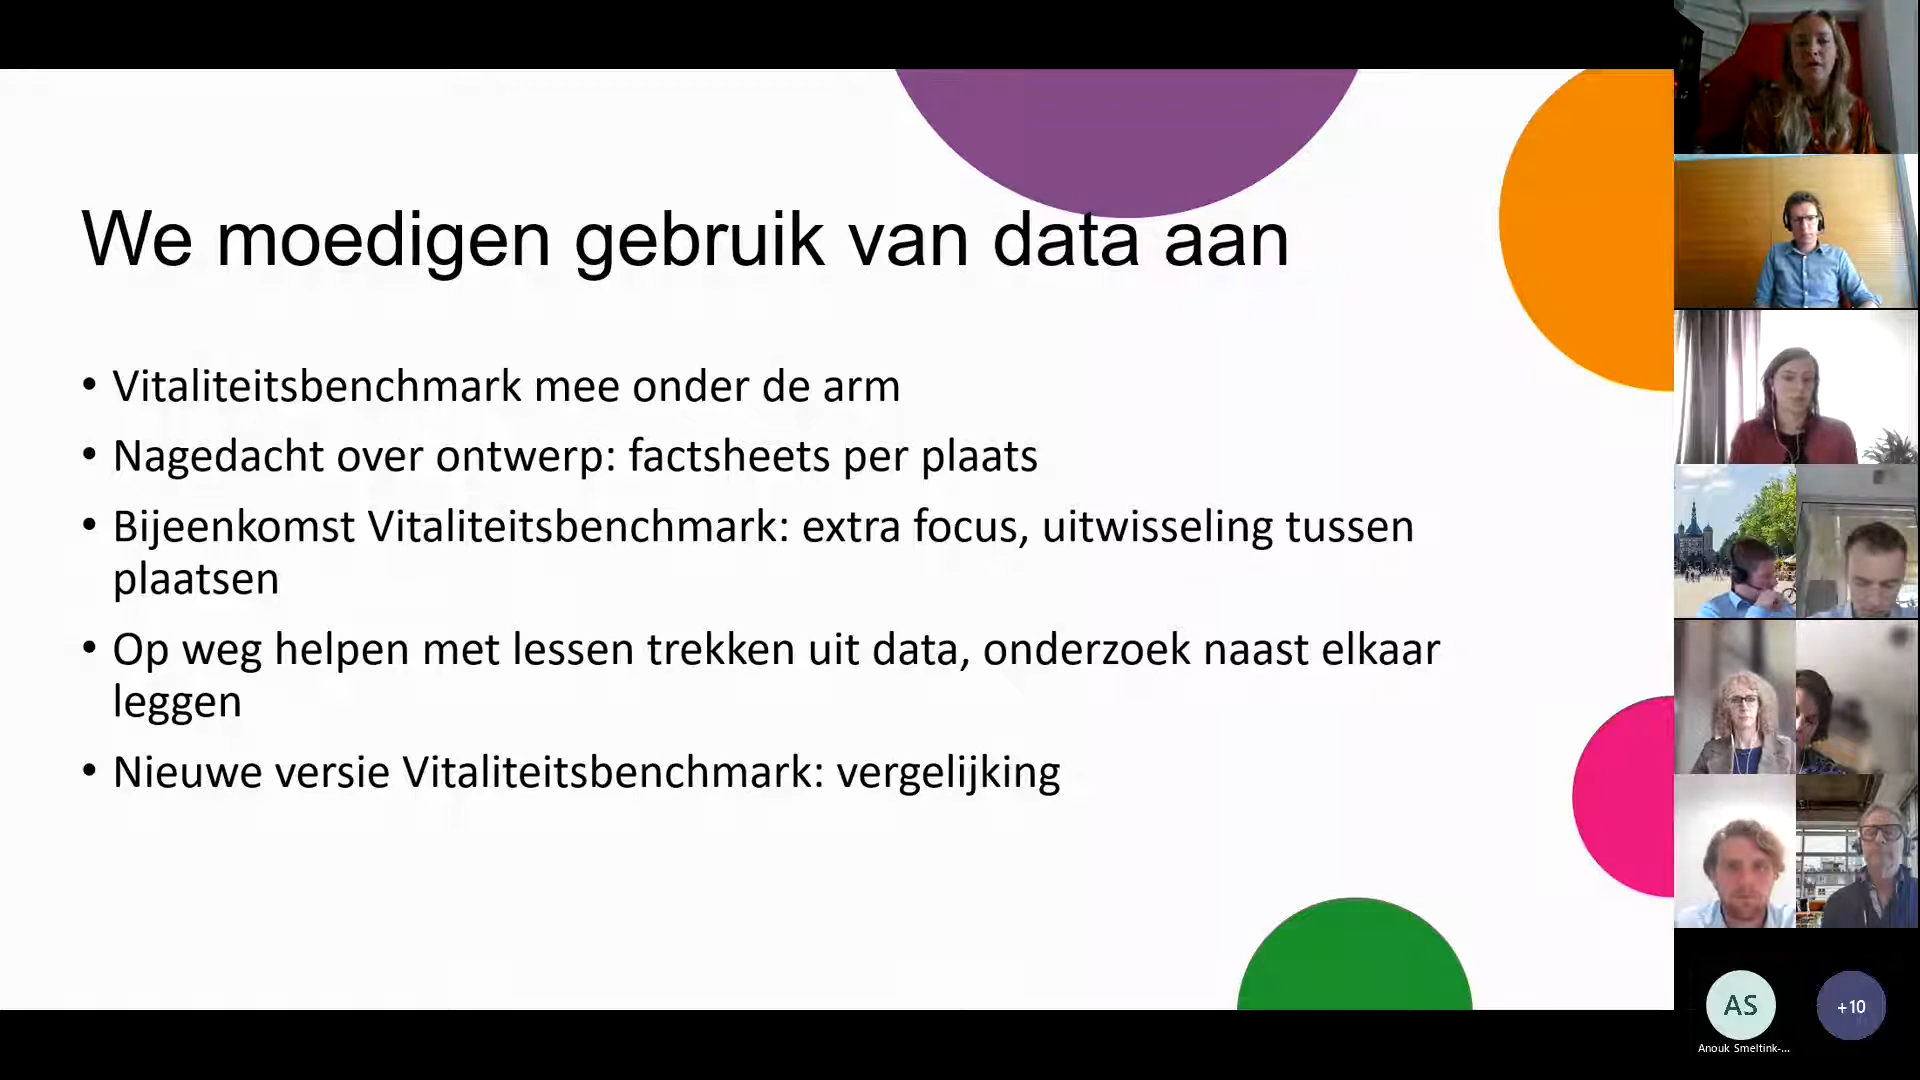 We moedigen gebruik van data aan
• Vitaliteitsbenchmark mee onder de arm
• Nagedacht over ontwerp: factsheets per plaats
• Bijeenkomst Vitaliteitsbenchmark: extra focus, uitwisseling tussen
plaatsen
• Op weg helpen met lessen trekken uit data, onderzoek naast elkaar
leggen
• Nieuwe versie Vitaliteitsbenchmark: vergelijking
AS
+10
Anouk Smeltink-...